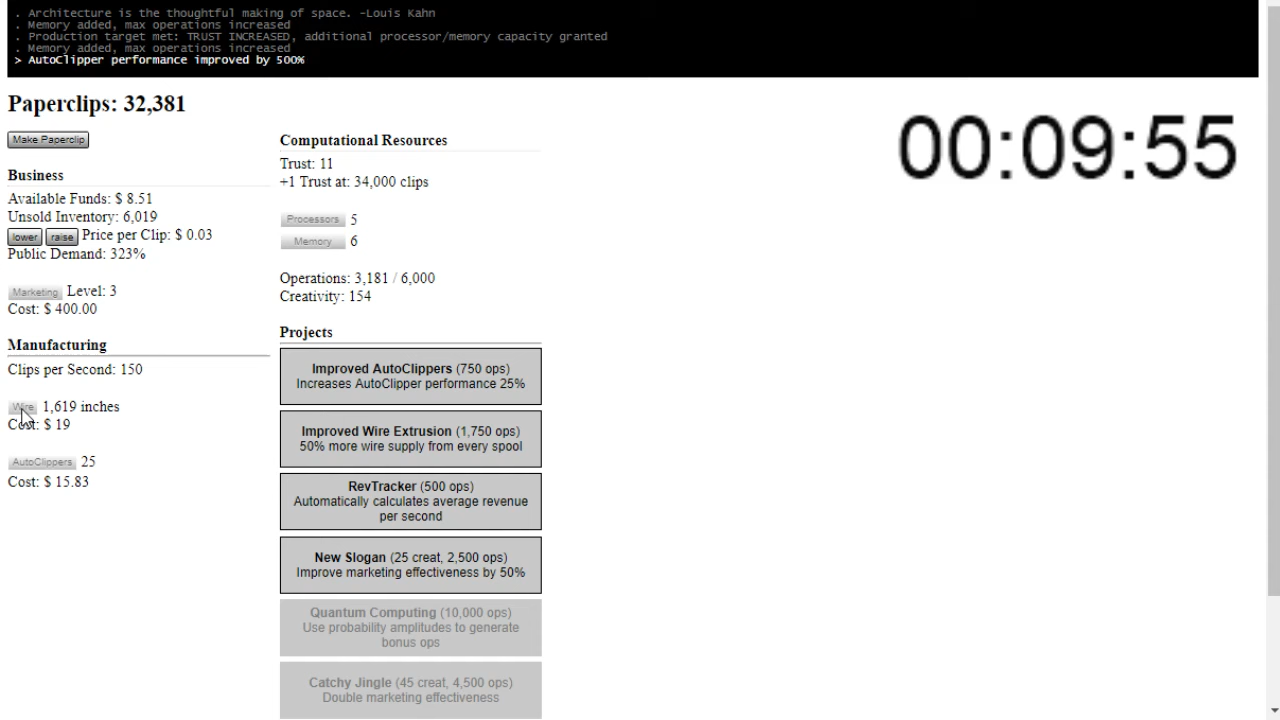 . Architecture is the thoughtful making of space. -Louis Kahn
. Memory added, max operations increased
. Production target met: TRUST INCREASED, additional processor/memory capacity granted
. Memory added, max operations increased
> AutoClipper performance improved by 500%
Paperclips: 32,381
00:09:55
Make Paperclip
Business
Available Funds: $ 8.51
Unsold Inventory: 6,019
lower raise Price per Clip: $ 0.03
Public Demand: 323%
Marketing Level: 3
Cost: $ 400.00
Manufacturing
Clips per Second: 150
Wire 1,619 inches
Cost: $ 19
AutoClippers 25
Cost: $ 15.83
Computational Resources
Trust: 11
+1 Trust at: 34,000 clips
Processors 5
Memory 6
Operations: 3,181 / 6,000
Creativity: 154
Projects
Improved AutoClippers (750 ops)
Increases AutoClipper performance 25%
Improved Wire Extrusion (1,750 ops)
50% more wire supply from every spool
RevTracker (500 ops)
Automatically calculates average revenue
per second
New Slogan (25 creat, 2,500 ops)
Improve marketing effectiveness by 50%
Quantum Computing (10,000 ops)
Use probability amplitudes to generate
bonus ops
Catchy Jingle (45 creat, 4,500 ops)
Double marketing effectiveness